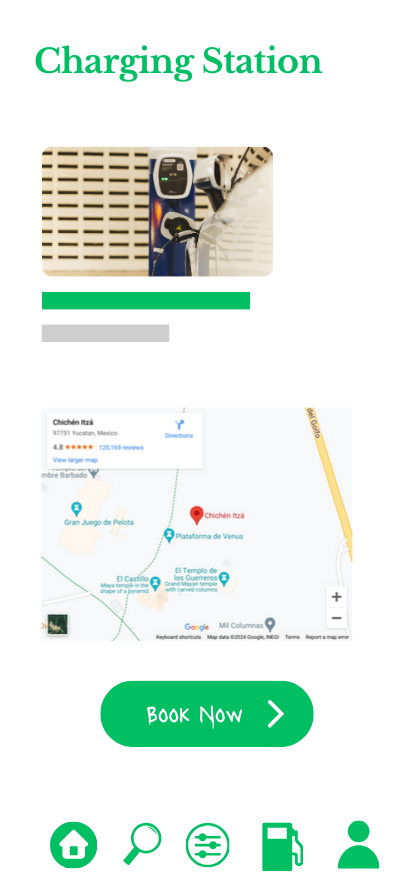 Charging Station
Chichén Itzá
97751 Yucatan, Mexico
Directions
4.8 ★★★★★ 120,169 reviews
View larger map
del Golfo
mbre Barbado
Gran Juego de Pelota
Chichén Itzá
Plataforma de Venus
El Castillo
Maya temple in the
shape of a pyramid
El Templo de
los Guerreros
Grand Mayan temple
with carved columns
Mil Columnas
Google
Keyboard shortcuts Map data ©2024 Google, INEGI Terms Report a map error
Book Now